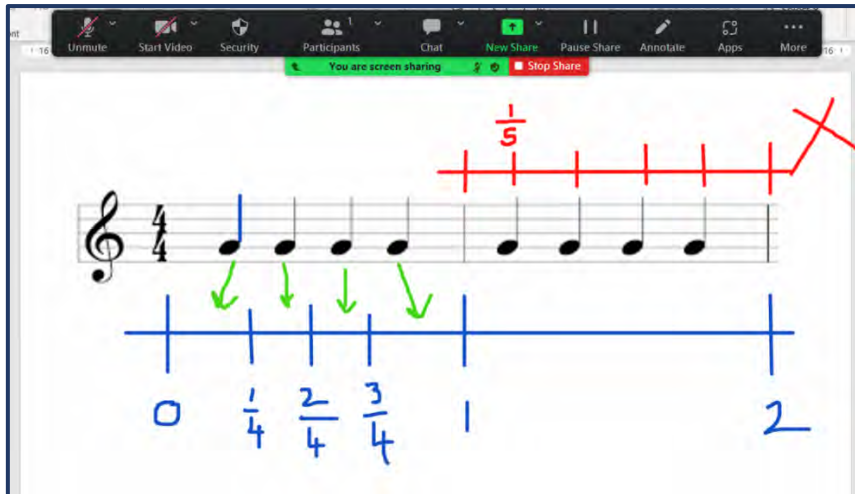 Unmute Start Video Security Participants 1 Chat New Share Pause Share Annotate Apps More
You are screen sharing Stop Share
16
1/5
4/4
0 1/4 2/4 3/4 1 2